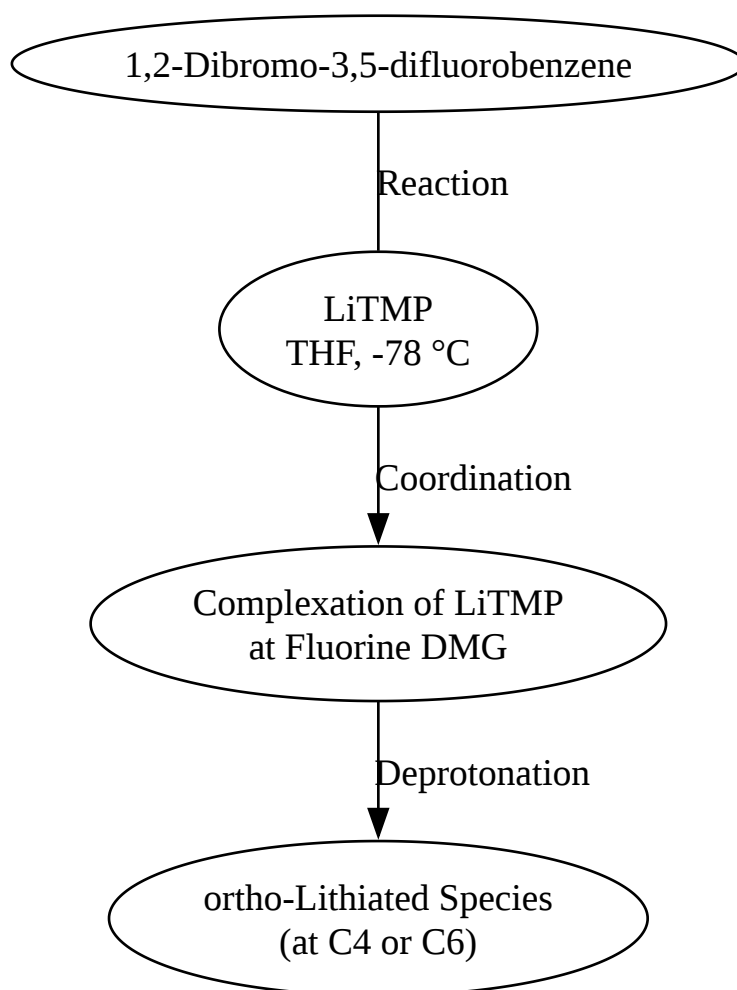 1,2-Dibromo-3,5-difluorobenzene
Reaction
LiTMP
THF, -78 °C
Coordination
Complexation of LiTMP
at Fluorine DMG
Deprotonation
ortho-Lithiated Species
(at C4 or C6)